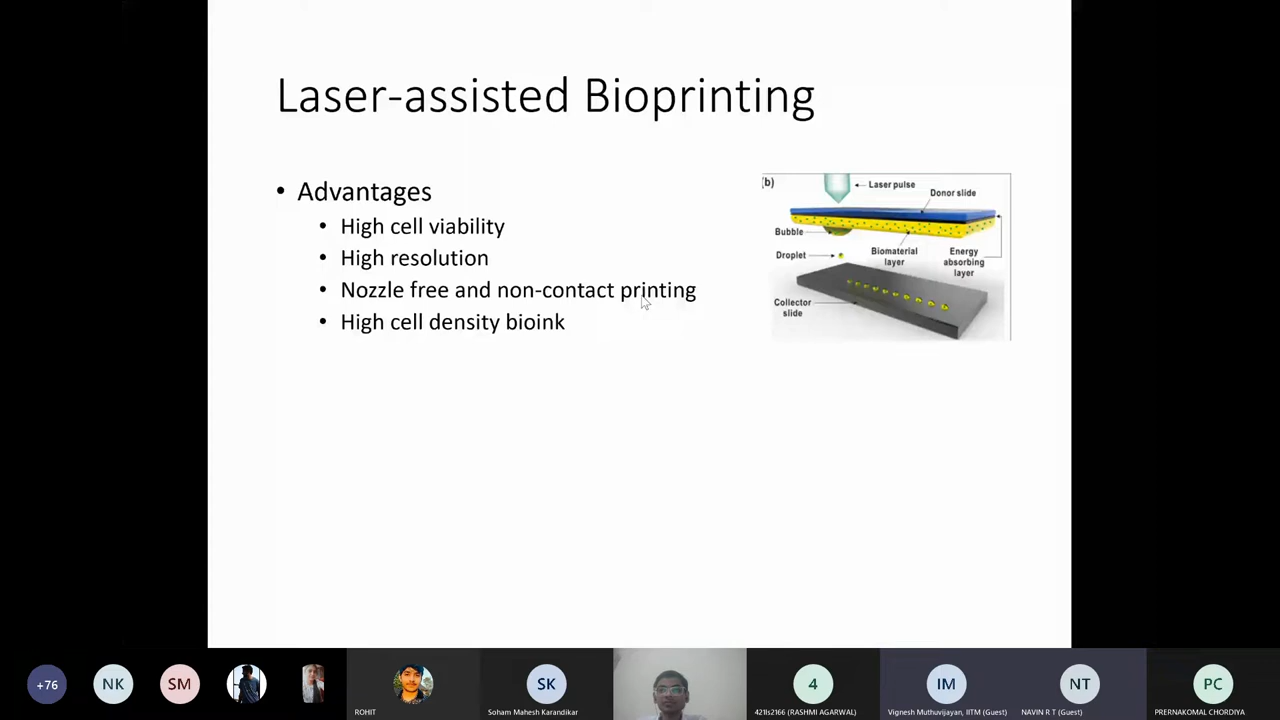 Laser-assisted Bioprinting
• Advantages
• High cell viability
• High resolution
• Nozzle free and non-contact printing
• High cell density bioink
(b)
Laser pulse
Donor slide
Bubble
Biomaterial
layer
Energy
absorbing
layer
Droplet
Collector
slide
+76
NK
SM
ROHIT
SK
Soham Mahesh Karandikar
4
421ls2166 (RASHMI AGARWAL)
IM
Vignesh Muthuvijayan, IITM (Guest)
NT
NAVIN R T (Guest)
PC
PRERNAKOMAL CHORDIYA